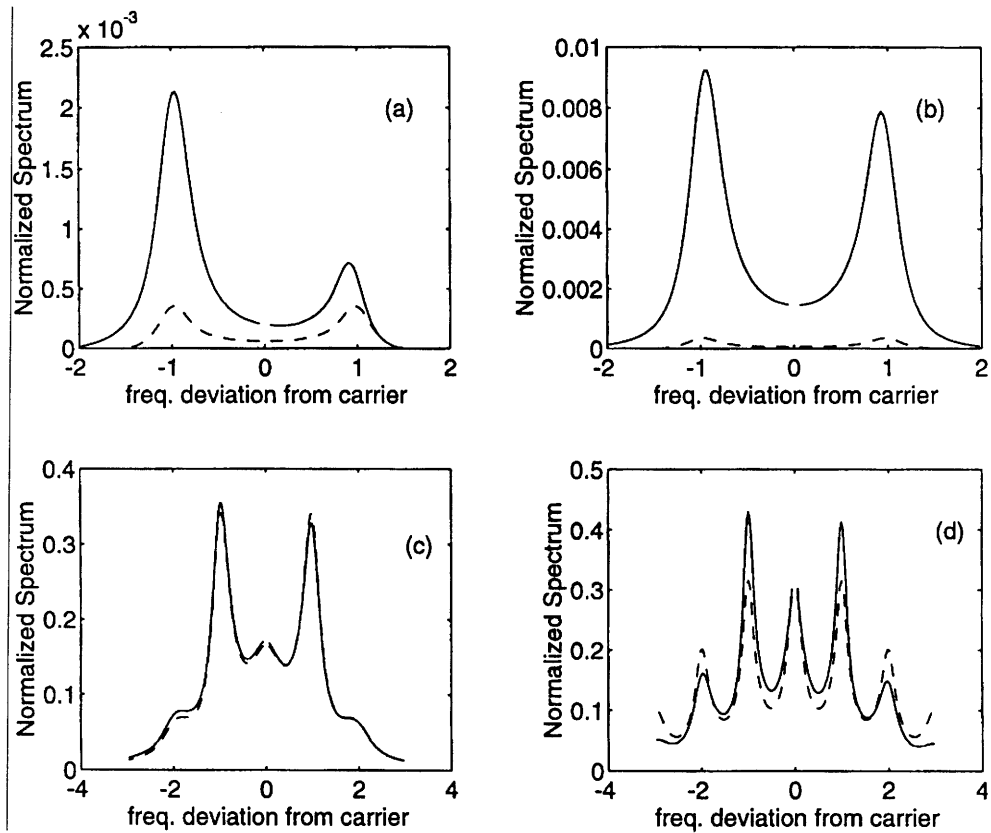 x 10⁻³
2.5
2
1.5
1
0.5
0
-2 -1 0 1 2
Normalized Spectrum
freq. deviation from carrier
(a)
0.01
0.008
0.006
0.004
0.002
0
-2 -1 0 1 2
Normalized Spectrum
freq. deviation from carrier
(b)
0.4
0.3
0.2
0.1
0
-4 -2 0 2 4
Normalized Spectrum
freq. deviation from carrier
(c)
0.5
0.4
0.3
0.2
0.1
0
-4 -2 0 2 4
Normalized Spectrum
freq. deviation from carrier
(d)